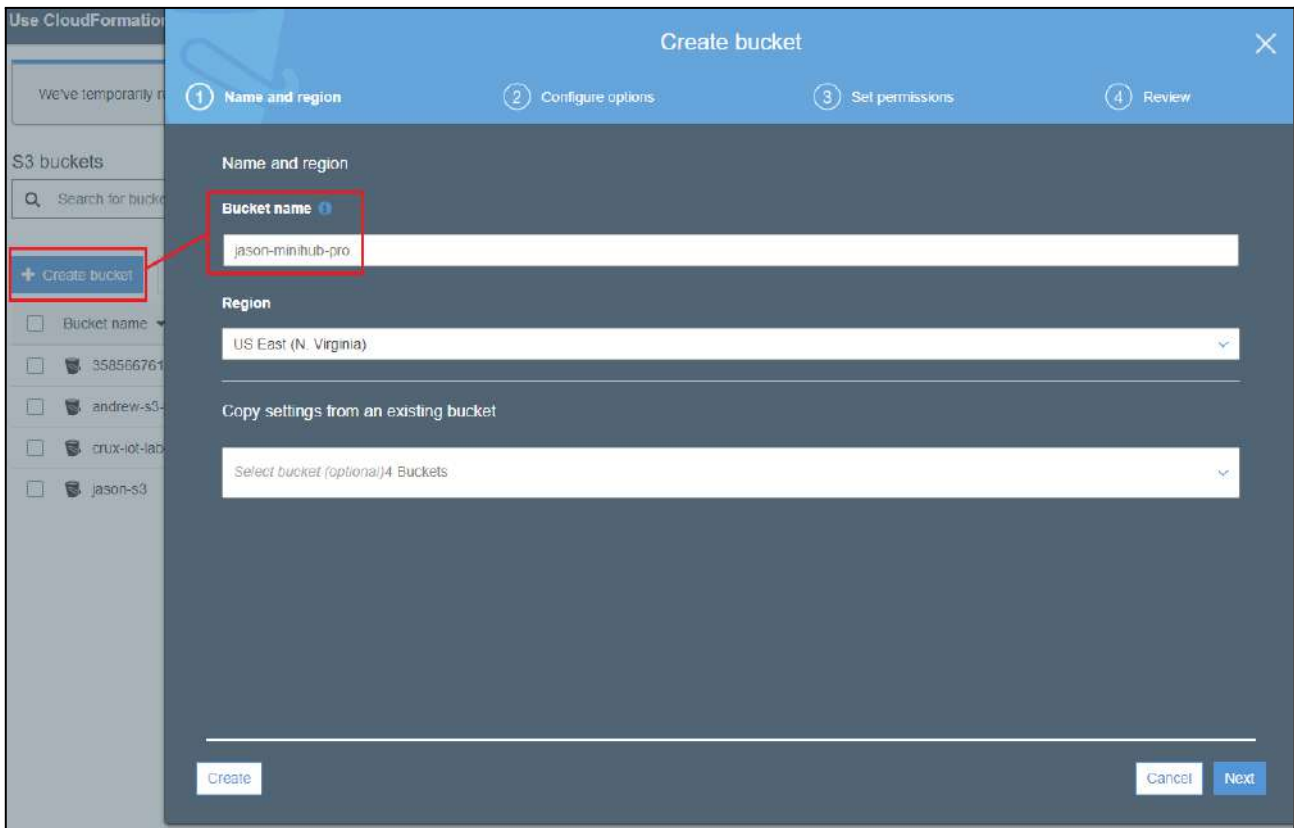 Use CloudFormation
Create bucket
We've temporarily r
1 Name and region
2 Configure options
3 Set permissions
4 Review
S3 buckets
Search for bucke
Create bucket
Bucket name
358566761
andrew-s3-
crux-iot-lab
jason-s3
Name and region
Bucket name
jason-minihub-pro
Region
US East (N. Virginia)
Copy settings from an existing bucket
Select bucket (optional)4 Buckets
Create
Cancel
Next